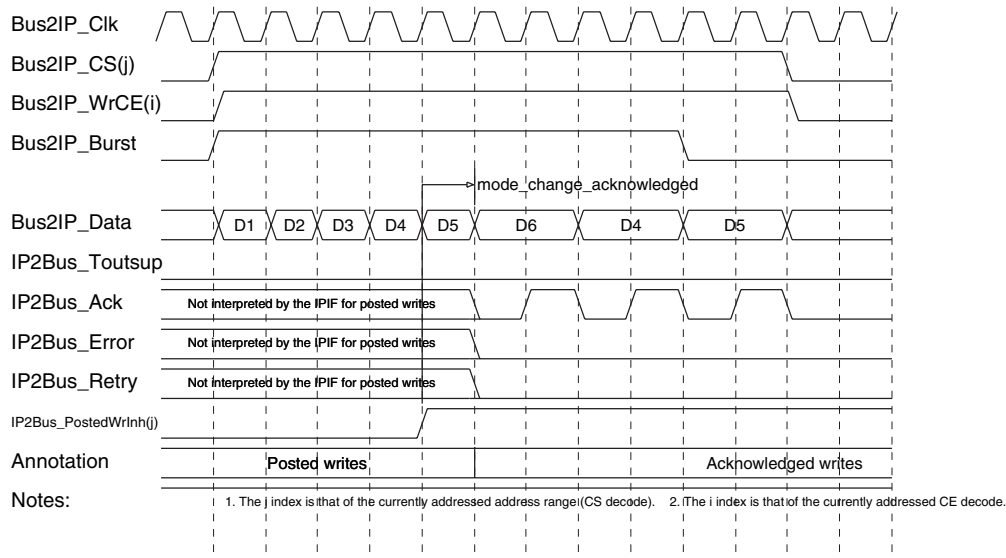 Bus2IP_Clk
Bus2IP_CS(j)
Bus2IP_WrCE(i)
Bus2IP_Burst
mode_change_acknowledged
Bus2IP_Data D1 D2 D3 D4 D5 D6 D4 D5
IP2Bus_Toutsup
IP2Bus_Ack Not interpreted by the IPIF for posted writes
IP2Bus_Error Not interpreted by the IPIF for posted writes
IP2Bus_Retry Not interpreted by the IPIF for posted writes
IP2Bus_PostedWrInh(j)
Annotation Posted writes Acknowledged writes
Notes: 1. The j index is that of the currently addressed address range (CS decode). 2. The i index is that of the currently addressed CE decode.